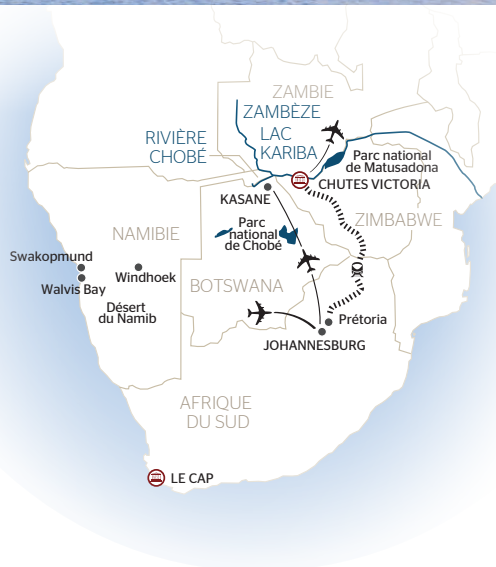 ZAMBIE
ZAMBÈZE
LAC
KARIBA
RIVIÈRE
CHOBÉ
Parc national
de Matusadona
CHUTES VICTORIA
KASANE
Parc
national
de Chobé
ZIMBABWE
NAMIBIE
Swakopmund
Windhoek
Walvis Bay
BOTSWANA
Désert
du Namib
Prétoria
JOHANNESBURG
AFRIQUE
DU SUD
LE CAP